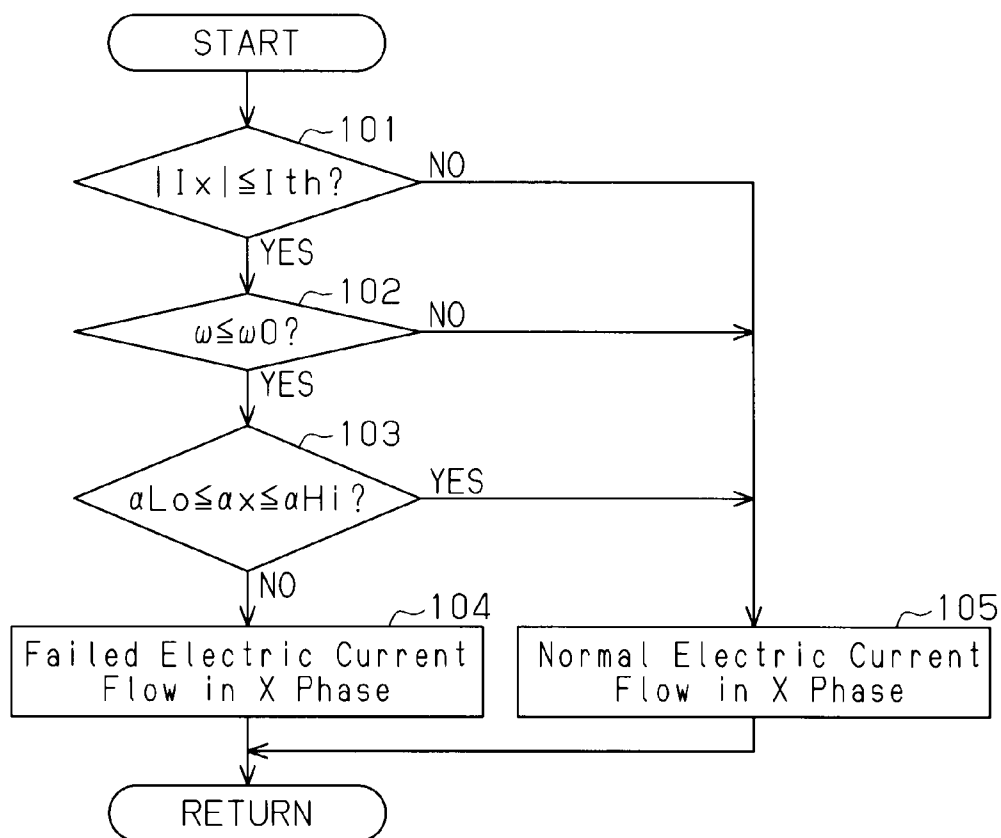 START
101
|Ix|≦Ith?
NO
YES
102
ω≦ω0?
NO
YES
103
αLo≦αx≦αHi?
YES
NO
104
Failed Electric Current
Flow in X Phase
105
Normal Electric Current
Flow in X Phase
RETURN